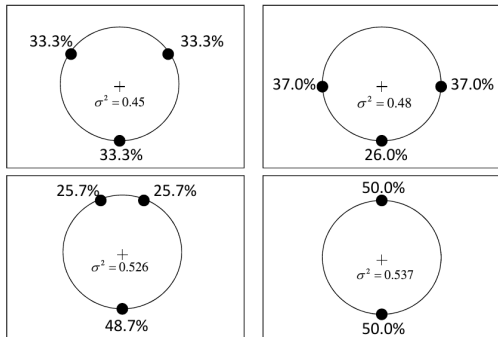 33.3% 33.3%
σ² = 0.45
33.3%
37.0% 37.0%
σ² = 0.48
26.0%
25.7% 25.7%
σ² = 0.526
48.7%
50.0%
σ² = 0.537
50.0%